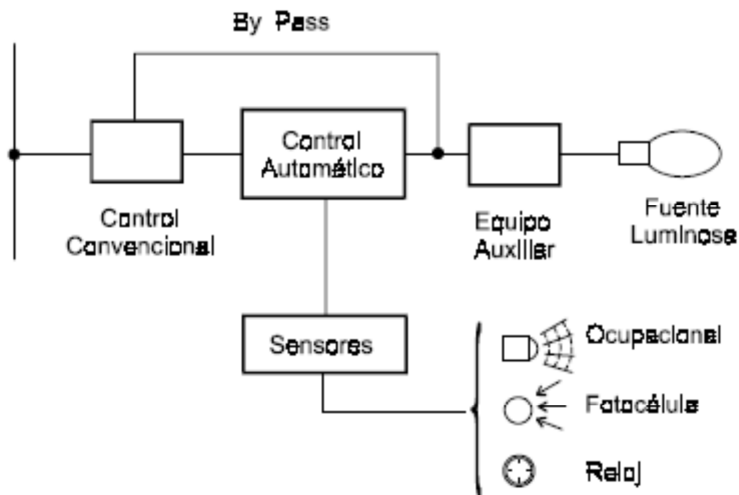 By Pass
Control
Automático
Control
Convencional
Equipo
Auxiliar
Fuente
Luminosa
Sensores
Ocupacional
Fotocélula
Reloj